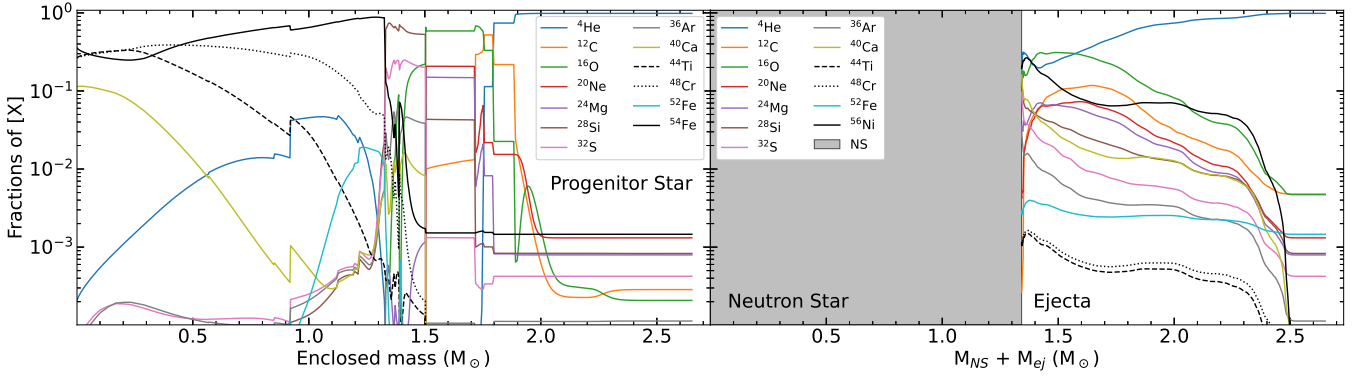 Fractions of [X]
10⁰
10⁻¹
10⁻²
10⁻³
⁴He
¹²C
¹⁶O
²⁰Ne
²⁴Mg
²⁸Si
³²S
³⁶Ar
⁴⁰Ca
⁴⁴Ti
⁴⁸Cr
⁵²Fe
⁵⁴Fe
Progenitor Star
0.5 1.0 1.5 2.0 2.5
Enclosed mass (M⊙)
⁴He
¹²C
¹⁶O
²⁰Ne
²⁴Mg
²⁸Si
³²S
³⁶Ar
⁴⁰Ca
⁴⁴Ti
⁴⁸Cr
⁵²Fe
⁵⁶Ni
NS
Neutron Star
Ejecta
0.5 1.0 1.5 2.0 2.5
M_NS + M_ej (M⊙)